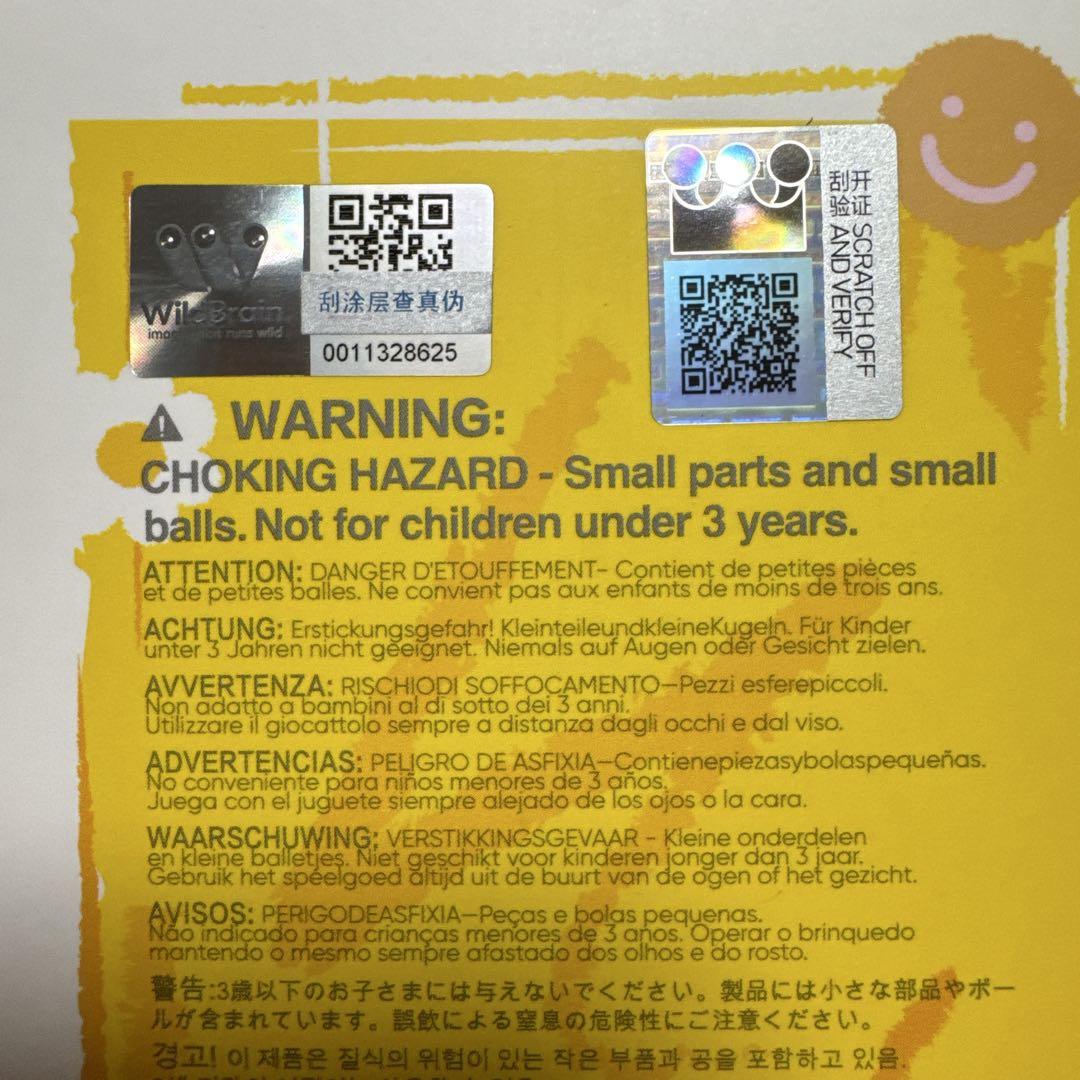 WildBrain
imagination runs wild
刮涂层查真伪
0011328625
刮开
验证
SCRATCH OFF
AND VERIFY
WARNING:
CHOKING HAZARD - Small parts and small
balls. Not for children under 3 years.
ATTENTION: DANGER D'ETOUFFEMENT- Contient de petites pièces
et de petites balles. Ne convient pas aux enfants de moins de trois ans.
ACHTUNG: Erstickungsgefahr! KleinteileundkleineKugeln. Für Kinder
unter 3 Jahren nicht geeignet. Niemals auf Augen oder Gesicht zielen.
AVVERTENZA: RISCHIODI SOFFOCAMENTO—Pezzi esferepiccoli.
Non adatto a bambini al di sotto dei 3 anni.
Utilizzare il giocattolo sempre a distanza dagli occhi e dal viso.
ADVERTENCIAS: PELIGRO DE ASFIXIA—Contienepiezasybolaspequeñas.
No conveniente para niños menores de 3 años.
Juega con el juguete siempre alejado de los ojos o la cara.
WAARSCHUWING: VERSTIKKINGSGEVAAR - Kleine onderdelen
en kleine balletjes. Niet geschikt voor kinderen jonger dan 3 jaar.
Gebruik het speelgoed altijd uit de buurt van de ogen of het gezicht.
AVISOS: PERIGODEASFIXIA—Peças e bolas pequenas.
Não indicado para crianças menores de 3 anos. Operar o brinquedo
mantendo o mesmo sempre afastado dos olhos e do rosto.
警告:3歳以下のお子さまには与えないでください。製品には小さな部品やボー
ルが含まれています。誤飲による窒息の危険性にご注意ください。
경고! 이 제품은 질식의 위험이 있는 작은 부품과 공을 포함하고 있음.